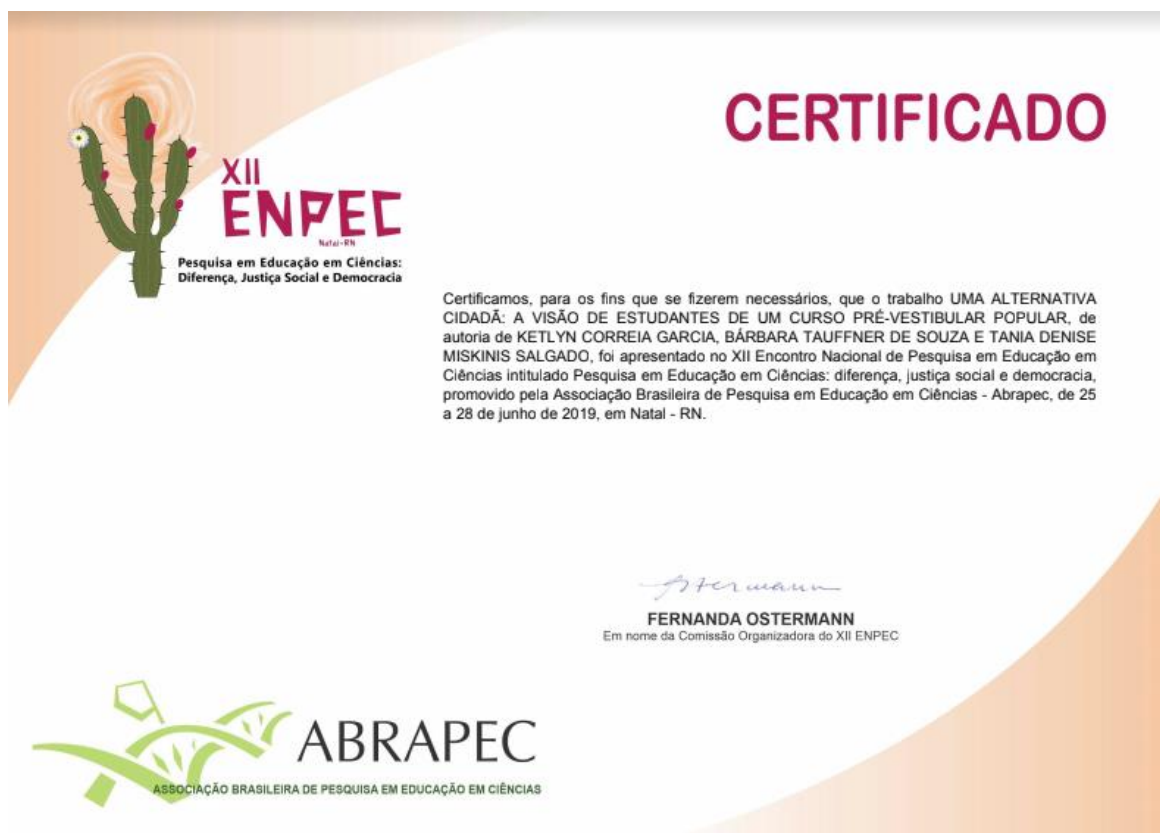 CERTIFICADO
XII
ENPEC
Natal-RN
Pesquisa em Educação em Ciências:
Diferença, Justiça Social e Democracia
Certificamos, para os fins que se fizerem necessários, que o trabalho UMA ALTERNATIVA
CIDADÃ: A VISÃO DE ESTUDANTES DE UM CURSO PRÉ-VESTIBULAR POPULAR, de
autoria de KETLYN CORREIA GARCIA, BÁRBARA TAUFFNER DE SOUZA E TANIA DENISE
MISKINIS SALGADO, foi apresentado no XII Encontro Nacional de Pesquisa em Educação em
Ciências intitulado Pesquisa em Educação em Ciências: diferença, justiça social e democracia,
promovido pela Associação Brasileira de Pesquisa em Educação em Ciências - Abrapec, de 25
a 28 de junho de 2019, em Natal - RN.
Ostermann
FERNANDA OSTERMANN
Em nome da Comissão Organizadora do XII ENPEC
ABRAPEC
ASSOCIAÇÃO BRASILEIRA DE PESQUISA EM EDUCAÇÃO EM CIÊNCIAS